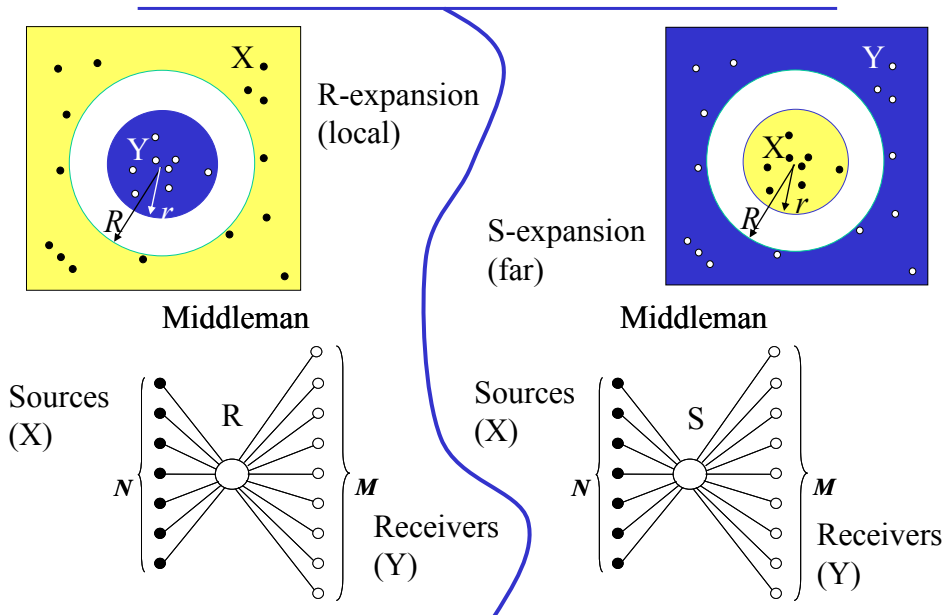 X
Y
R
r
R-expansion
(local)
Middleman
Sources
(X)
R
N
M
Receivers
(Y)
Y
X
R
r
S-expansion
(far)
Middleman
Sources
(X)
S
N
M
Receivers
(Y)